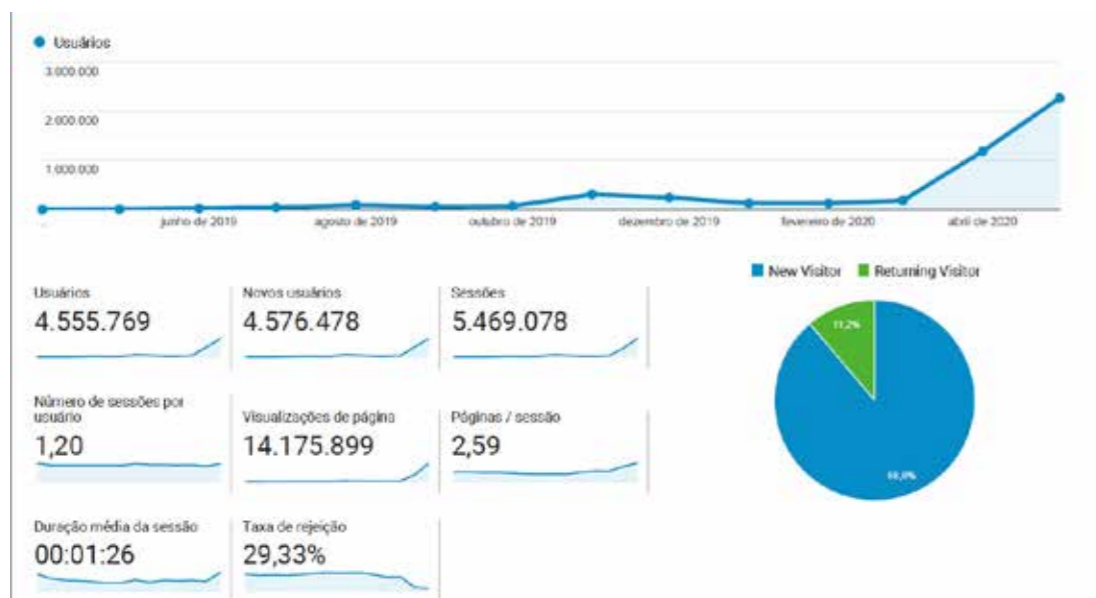 Usuários
3.000.000
2.000.000
1.000.000
junho de 2019
agosto de 2019
outubro de 2019
dezembro de 2019
fevereiro de 2020
abril de 2020
New Visitor
Returning Visitor
11,2%
88,8%
Usuários
4.555.769
Novos usuários
4.576.478
Sessões
5.469.078
Número de sessões por
usuário
1,20
Visualizações de página
14.175.899
Páginas / sessão
2,59
Duração média da sessão
00:01:26
Taxa de rejeição
29,33%